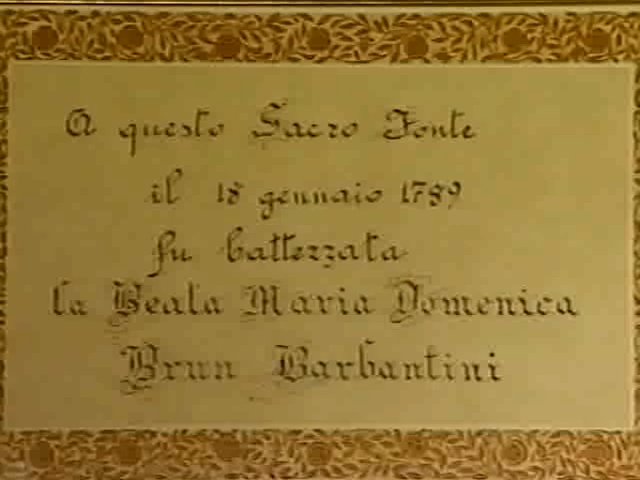 A questo Sacro Fonte
il 18 gennaio 1789
fu battezzata
la Beata Maria Domenica
Brun Barbantini